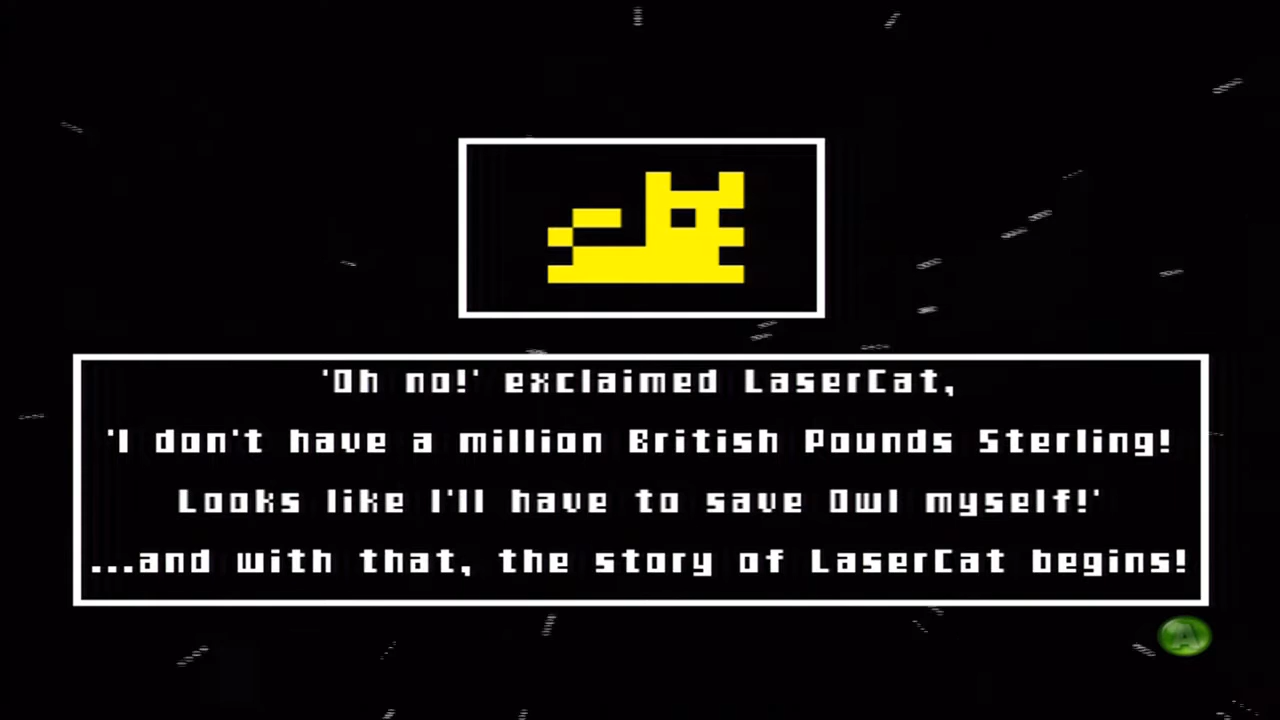 'Oh no!' exclaimed LaserCat,
'I don't have a million British Pounds Sterling!
Looks like I'll have to save Owl myself!'
...and with that, the story of LaserCat begins!
A